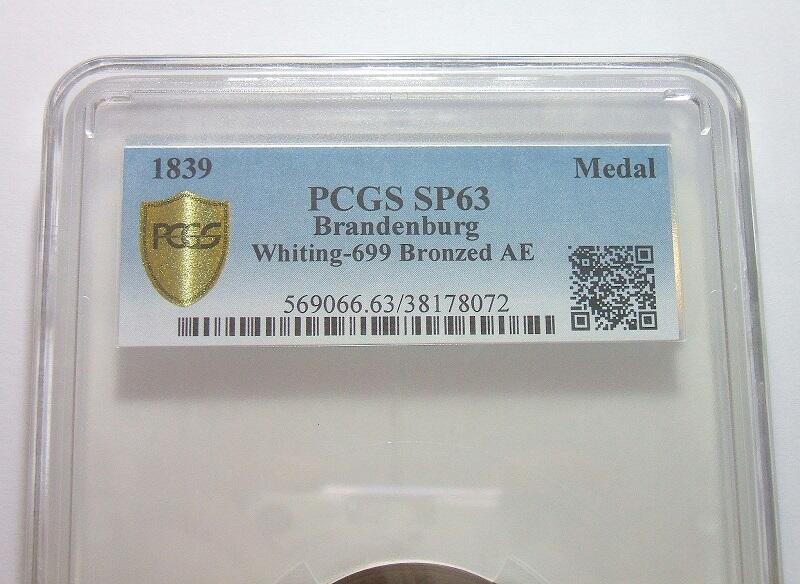 1839 Medal
PCGS SP63
Brandenburg
PCGS
Whiting-699 Bronzed AE
569066.63/38178072